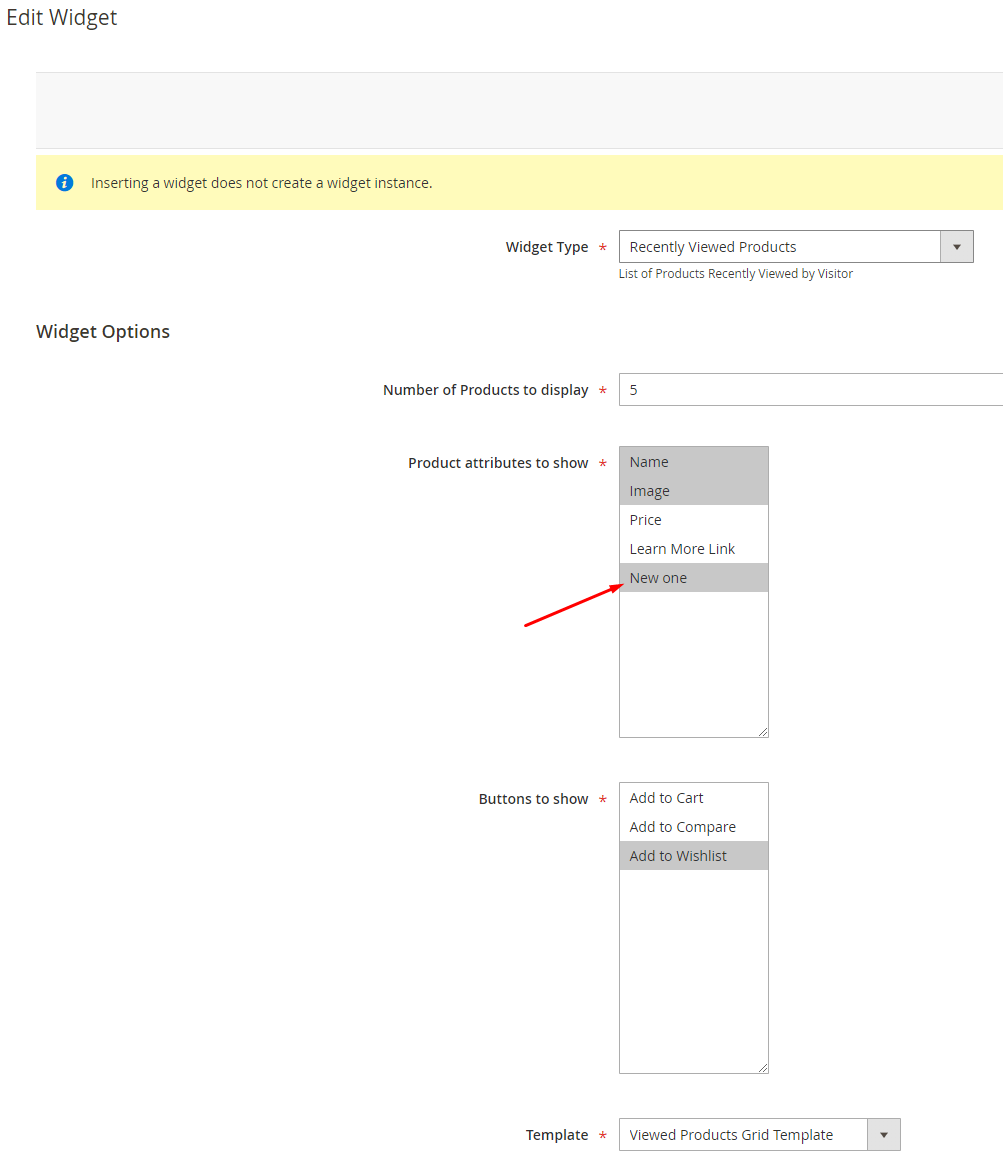 Edit Widget
Inserting a widget does not create a widget instance.
Widget Type * Recently Viewed Products
List of Products Recently Viewed by Visitor
Widget Options
Number of Products to display * 5
Product attributes to show * Name
Image
Price
Learn More Link
New one
Buttons to show * Add to Cart
Add to Compare
Add to Wishlist
Template * Viewed Products Grid Template